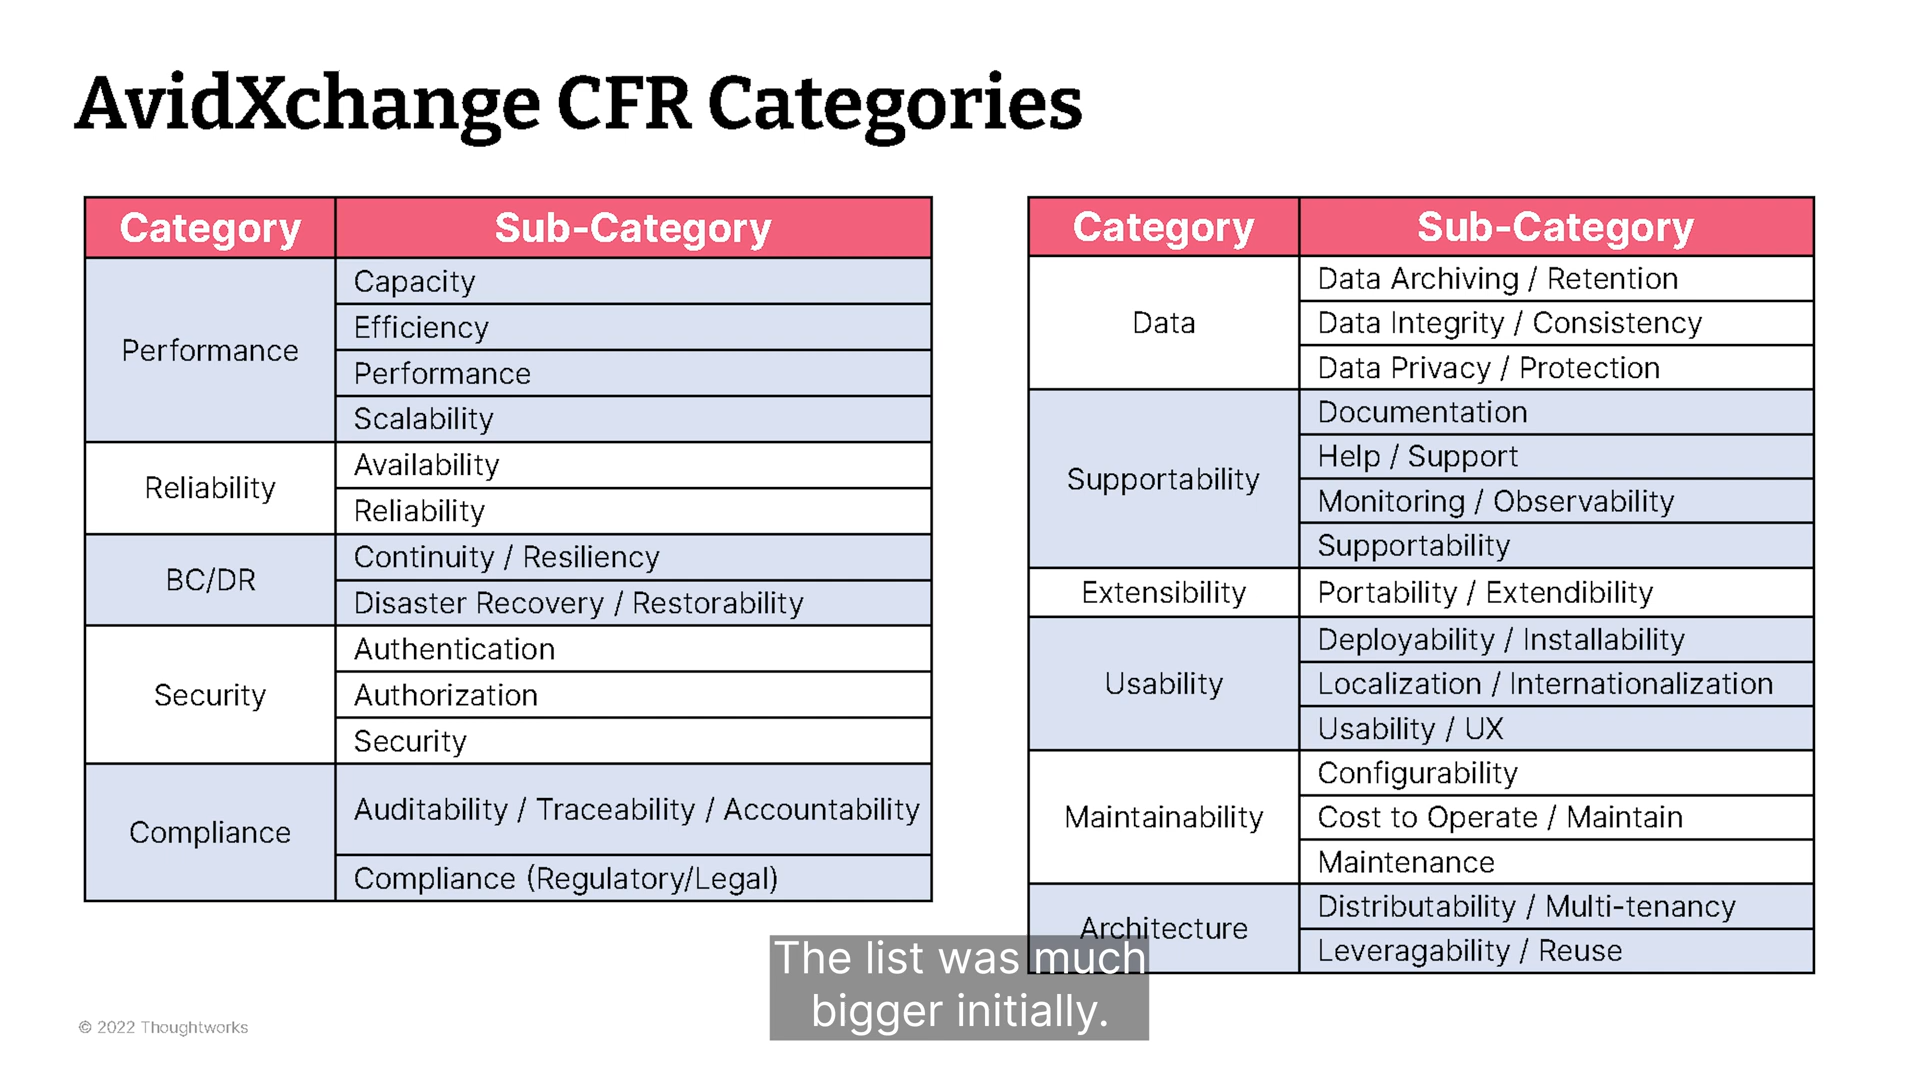 AvidXchange CFR Categories
Category
Sub-Category
Performance
Capacity
Efficiency
Performance
Scalability
Reliability
Availability
Reliability
BC/DR
Continuity / Resiliency
Disaster Recovery / Restorability
Security
Authentication
Authorization
Security
Compliance
Auditability / Traceability / Accountability
Compliance (Regulatory/Legal)
Category
Sub-Category
Data
Data Archiving / Retention
Data Integrity / Consistency
Data Privacy / Protection
Supportability
Documentation
Help / Support
Monitoring / Observability
Supportability
Extensibility
Portability / Extendibility
Usability
Deployability / Installability
Localization / Internationalization
Usability / UX
Maintainability
Configurability
Cost to Operate / Maintain
Maintenance
Architecture
Distributability / Multi-tenancy
Leveragability / Reuse
The list was much
bigger initially.
© 2022 Thoughtworks